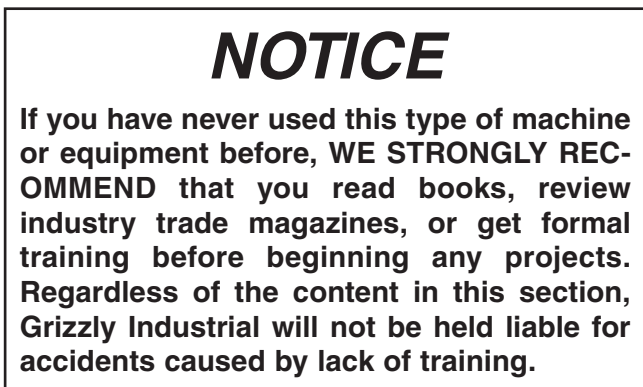 NOTICE
If you have never used this type of machine
or equipment before, WE STRONGLY REC-
OMMEND that you read books, review
industry trade magazines, or get formal
training before beginning any projects.
Regardless of the content in this section,
Grizzly Industrial will not be held liable for
accidents caused by lack of training.